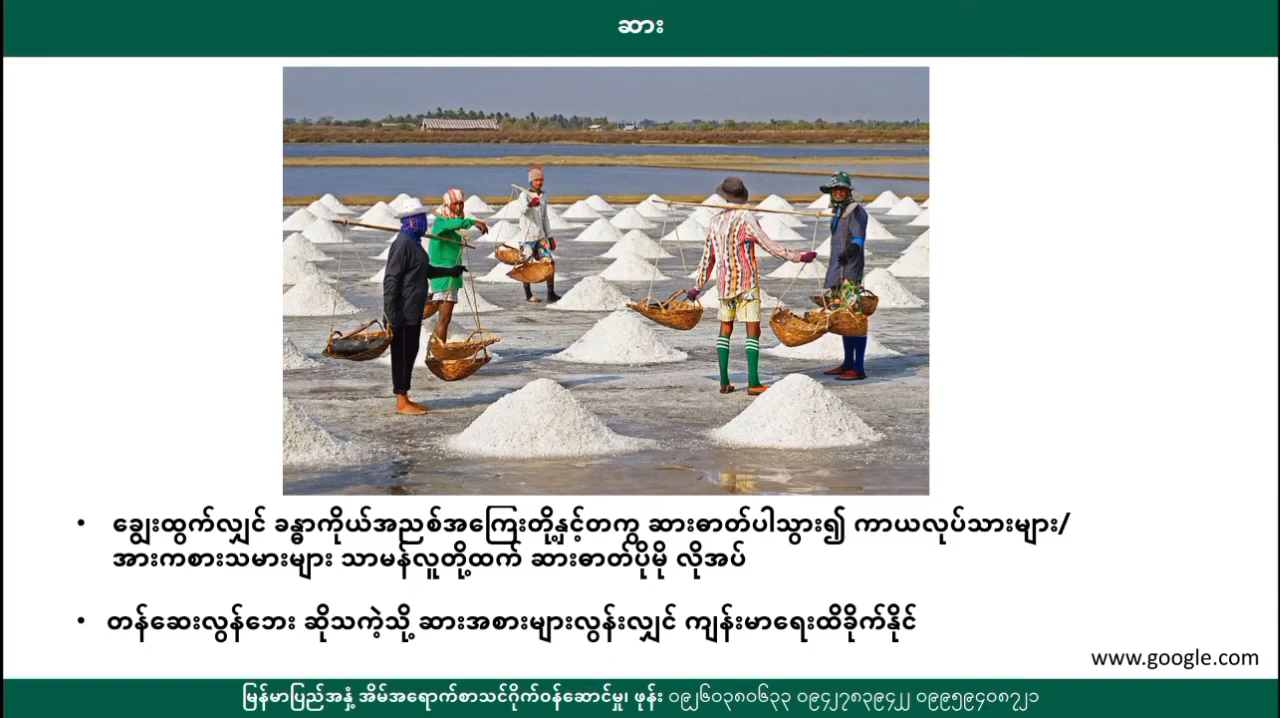 ဆား
• ချွေးထွက်လျှင် ခန္ဓာကိုယ်အညစ်အကြေးတို့နှင့်တကွ ဆားဓာတ်ပါသွား၍ ကာယလုပ်သားများ/
အားကစားသမားများ သာမန်လူတို့ထက် ဆားဓာတ်ပိုမို လိုအပ်
• တန်ဆေးလွန်ဘေး ဆိုသကဲ့သို့ ဆားအစားများလွန်းလျှင် ကျန်းမာရေးထိခိုက်နိုင်
www.google.com
မြန်မာပြည်အနှံ့ အိမ်အရောက်စာသင်ဂိုက်ဝန်ဆောင်မှု၊ ဖုန်း ၀၉၂၆၀၃၈၀၆၃၃ ၀၉၄၂၇၈၃၉၄၂၂ ၀၉၉၅၉၄၀၈၇၂၁